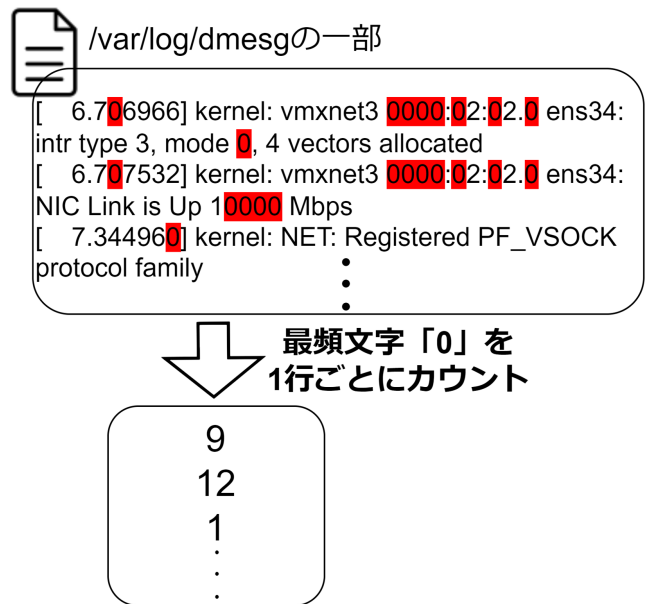 /var/log/dmesgの一部
[    6.706966] kernel: vmxnet3 0000:02:02.0 ens34:
intr type 3, mode 0, 4 vectors allocated
[    6.707532] kernel: vmxnet3 0000:02:02.0 ens34:
NIC Link is Up 10000 Mbps
[    7.344960] kernel: NET: Registered PF_VSOCK
protocol family
最頻文字「0」を
1行ごとにカウント
9
12
1